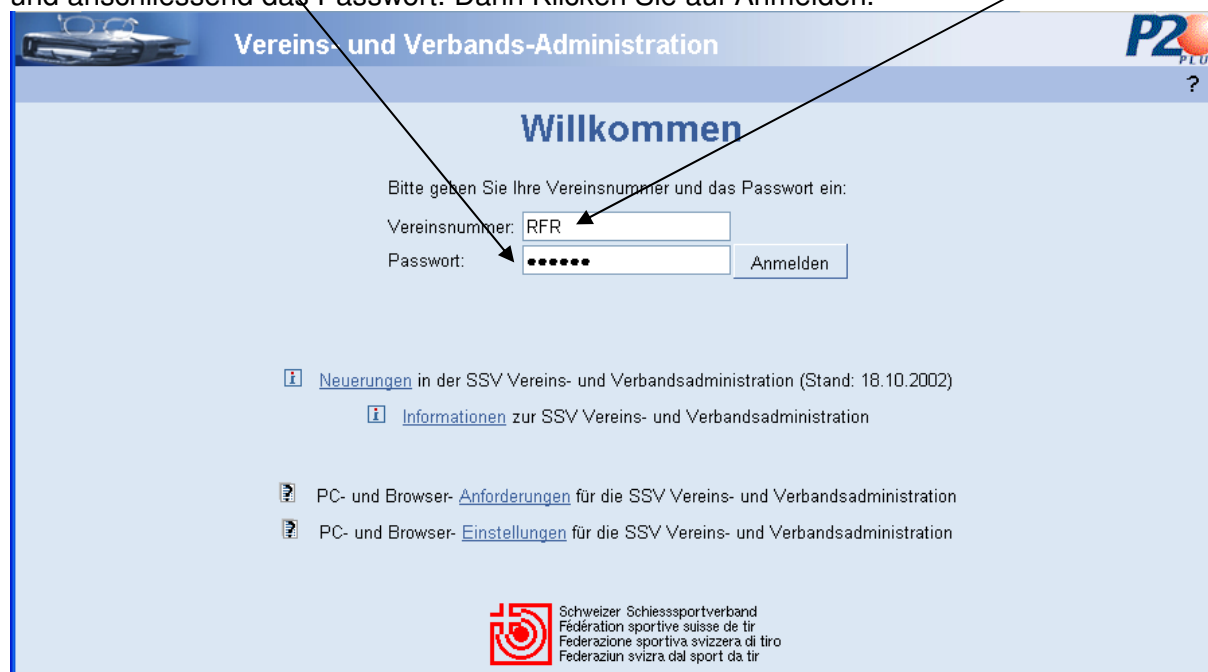 und anschliessend das Passwort. Dann Klicken Sie auf Anmelden.
Vereins- und Verbands-Administration
P2
PLU
?
Willkommen
Bitte geben Sie Ihre Vereinsnummer und das Passwort ein:
Vereinsnummer: RFR
Passwort: •••••• Anmelden
Neuerungen in der SSV Vereins- und Verbandsadministration (Stand: 18.10.2002)
Informationen zur SSV Vereins- und Verbandsadministration
PC- und Browser- Anforderungen für die SSV Vereins- und Verbandsadministration
PC- und Browser- Einstellungen für die SSV Vereins- und Verbandsadministration
Schweizer Schiesssportverband
Fédération sportive suisse de tir
Federazione sportiva svizzera di tiro
Federaziun svizra dal sport da tir